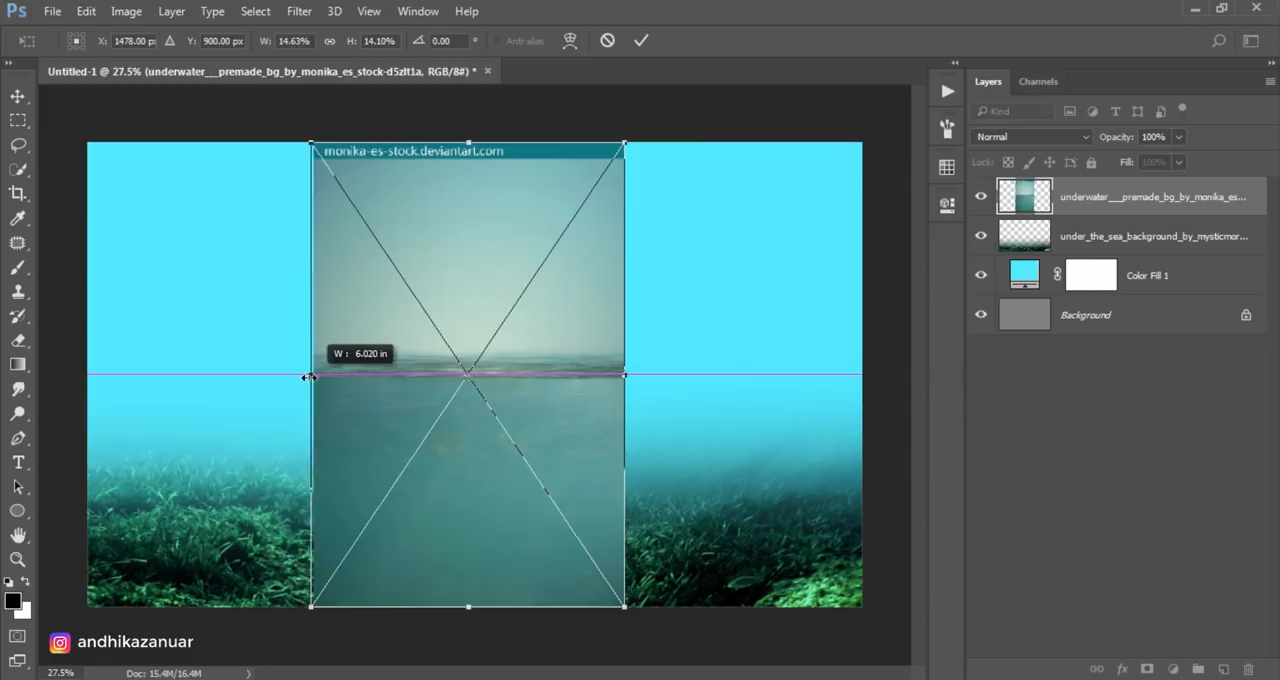 Ps File Edit Image Layer Type Select Filter 3D View Window Help
X: 1478.00 p: Y: 900.00 px W: 14.63% H: 14.10% 0.00 ° Anti-alias
Untitled-1 @ 27.5% (underwater___premade_bg_by_monika_es_stock-d5zlt1a, RGB/8#) * ×
Layers Channels
Kind
Normal Opacity: 100%
Lock: Fill: 100%
monika-es-stock.deviantart.com
underwater___premade_bg_by_monika_es...
under_the_sea_background_by_mysticmor...
Color Fill 1
Background
W : 6.020 in
andhikazanuar
27.5% Doc: 15.4M/16.4M